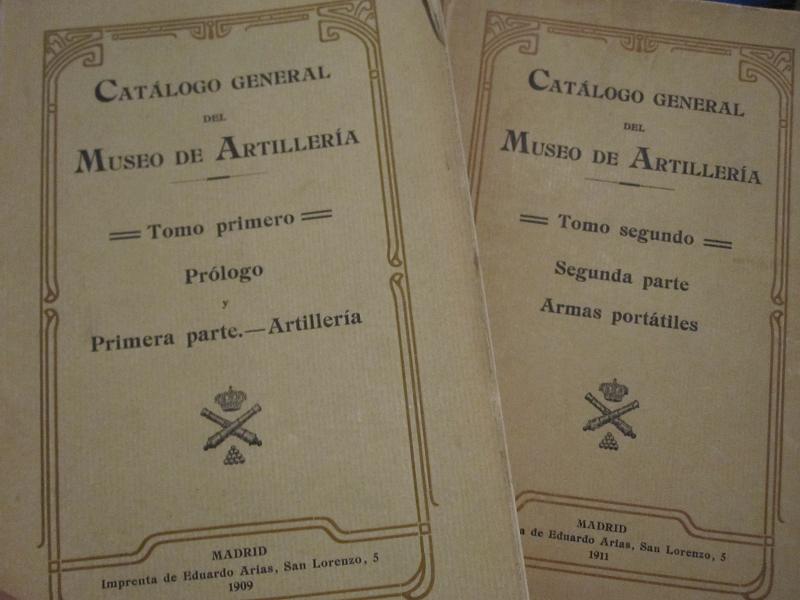 CATÁLOGO GENERAL
DEL
MUSEO DE ARTILLERÍA
Tomo primero
Prólogo
y
Primera parte.—Artillería
MADRID
Imprenta de Eduardo Arias, San Lorenzo, 5
1909
CATÁLOGO GENERAL
DEL
MUSEO DE ARTILLERÍA
Tomo segundo
Segunda parte
Armas portátiles
MADRID
de Eduardo Arias, San Lorenzo, 5
1911